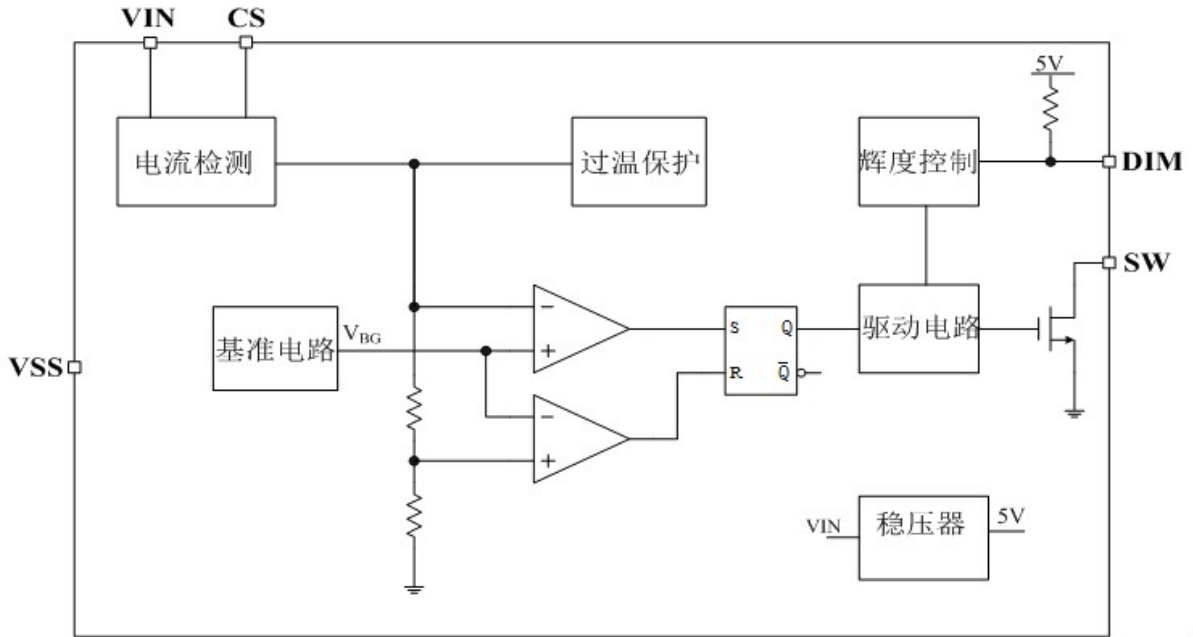 VIN CS
5V
电流检测
过温保护
辉度控制
DIM
SW
基准电路
V_BG
VSS
−
+
S Q
R Q̅
驱动电路
−
+
VIN
稳压器
5V